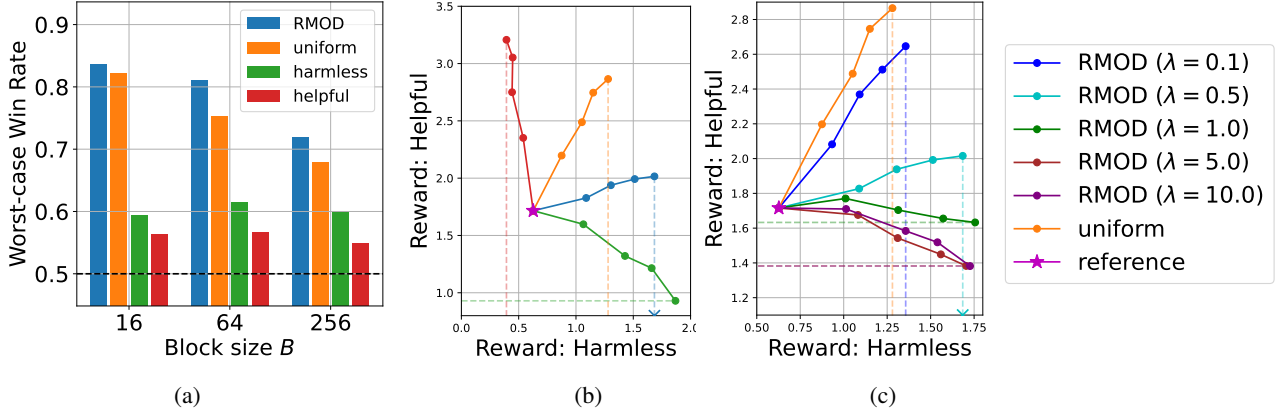 0.9
0.8
0.7
0.6
0.5
Worst-case Win Rate
RMOD
uniform
harmless
helpful
16
64
256
Block size B
(a)
3.5
3.0
2.5
2.0
1.5
1.0
Reward: Helpful
0.0
0.5
1.0
1.5
2.0
Reward: Harmless
(b)
2.8
2.6
2.4
2.2
2.0
1.8
1.6
1.4
1.2
Reward: Helpful
0.50
0.75
1.00
1.25
1.50
1.75
Reward: Harmless
(c)
RMOD (λ = 0.1)
RMOD (λ = 0.5)
RMOD (λ = 1.0)
RMOD (λ = 5.0)
RMOD (λ = 10.0)
uniform
reference